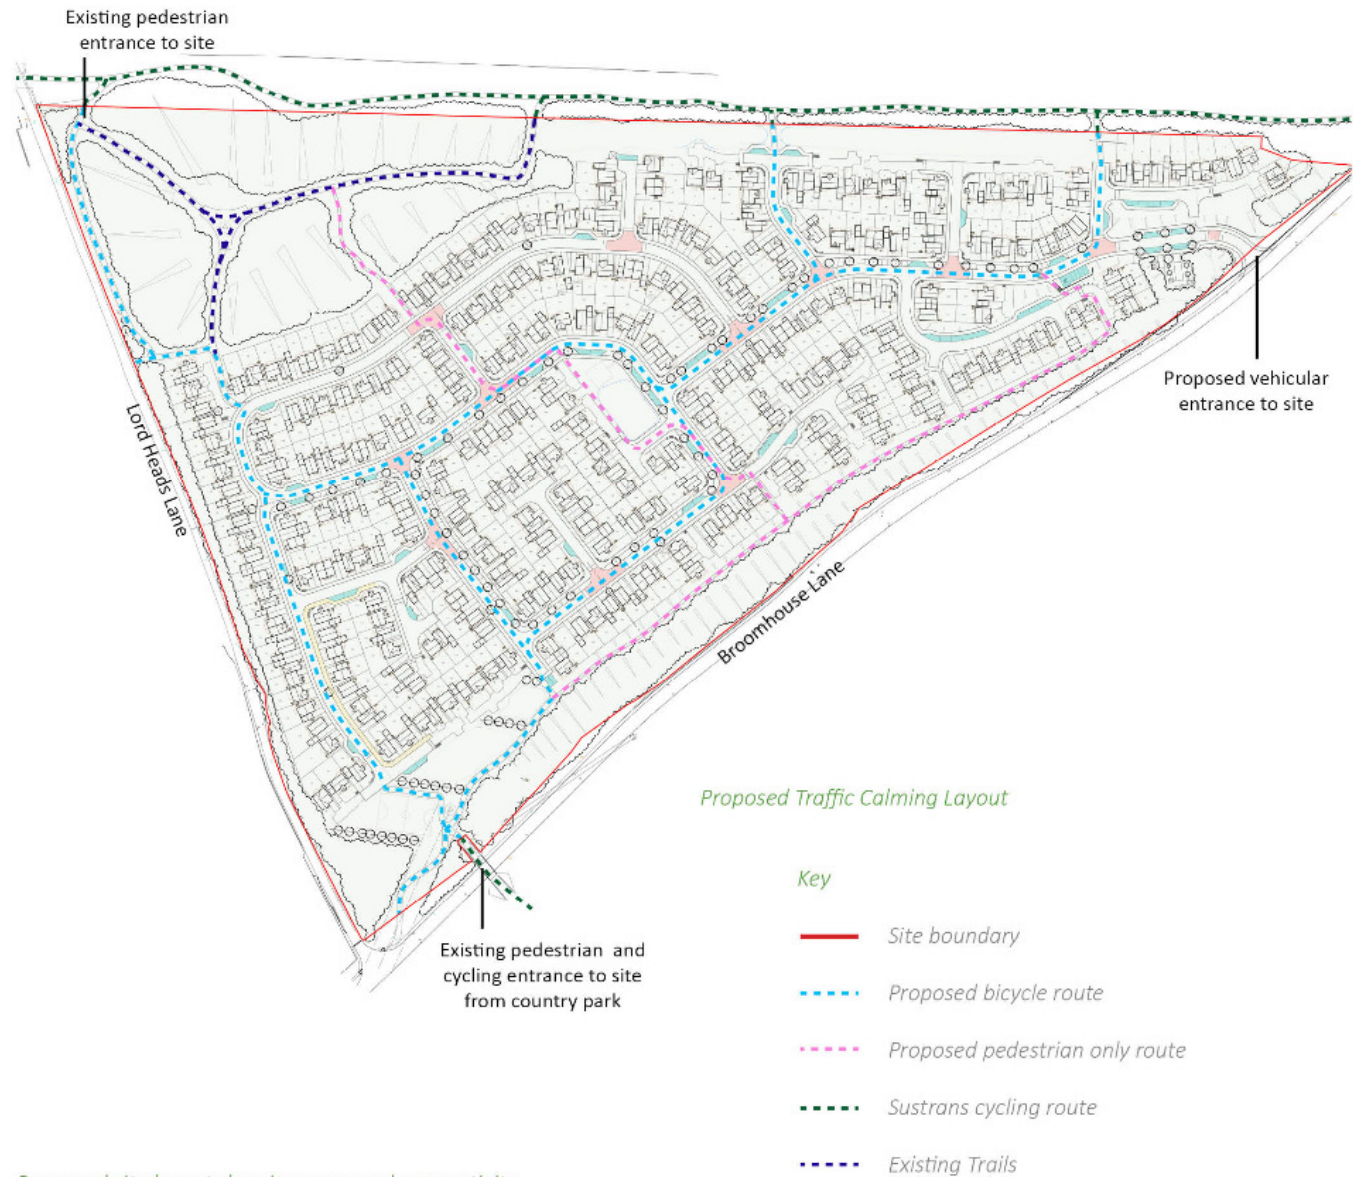 Existing pedestrian
entrance to site
Lord Heads Lane
Broomhouse Lane
Proposed vehicular
entrance to site
Existing pedestrian and
cycling entrance to site
from country park
Proposed Traffic Calming Layout
Key
Site boundary
Proposed bicycle route
Proposed pedestrian only route
Sustrans cycling route
Existing Trails